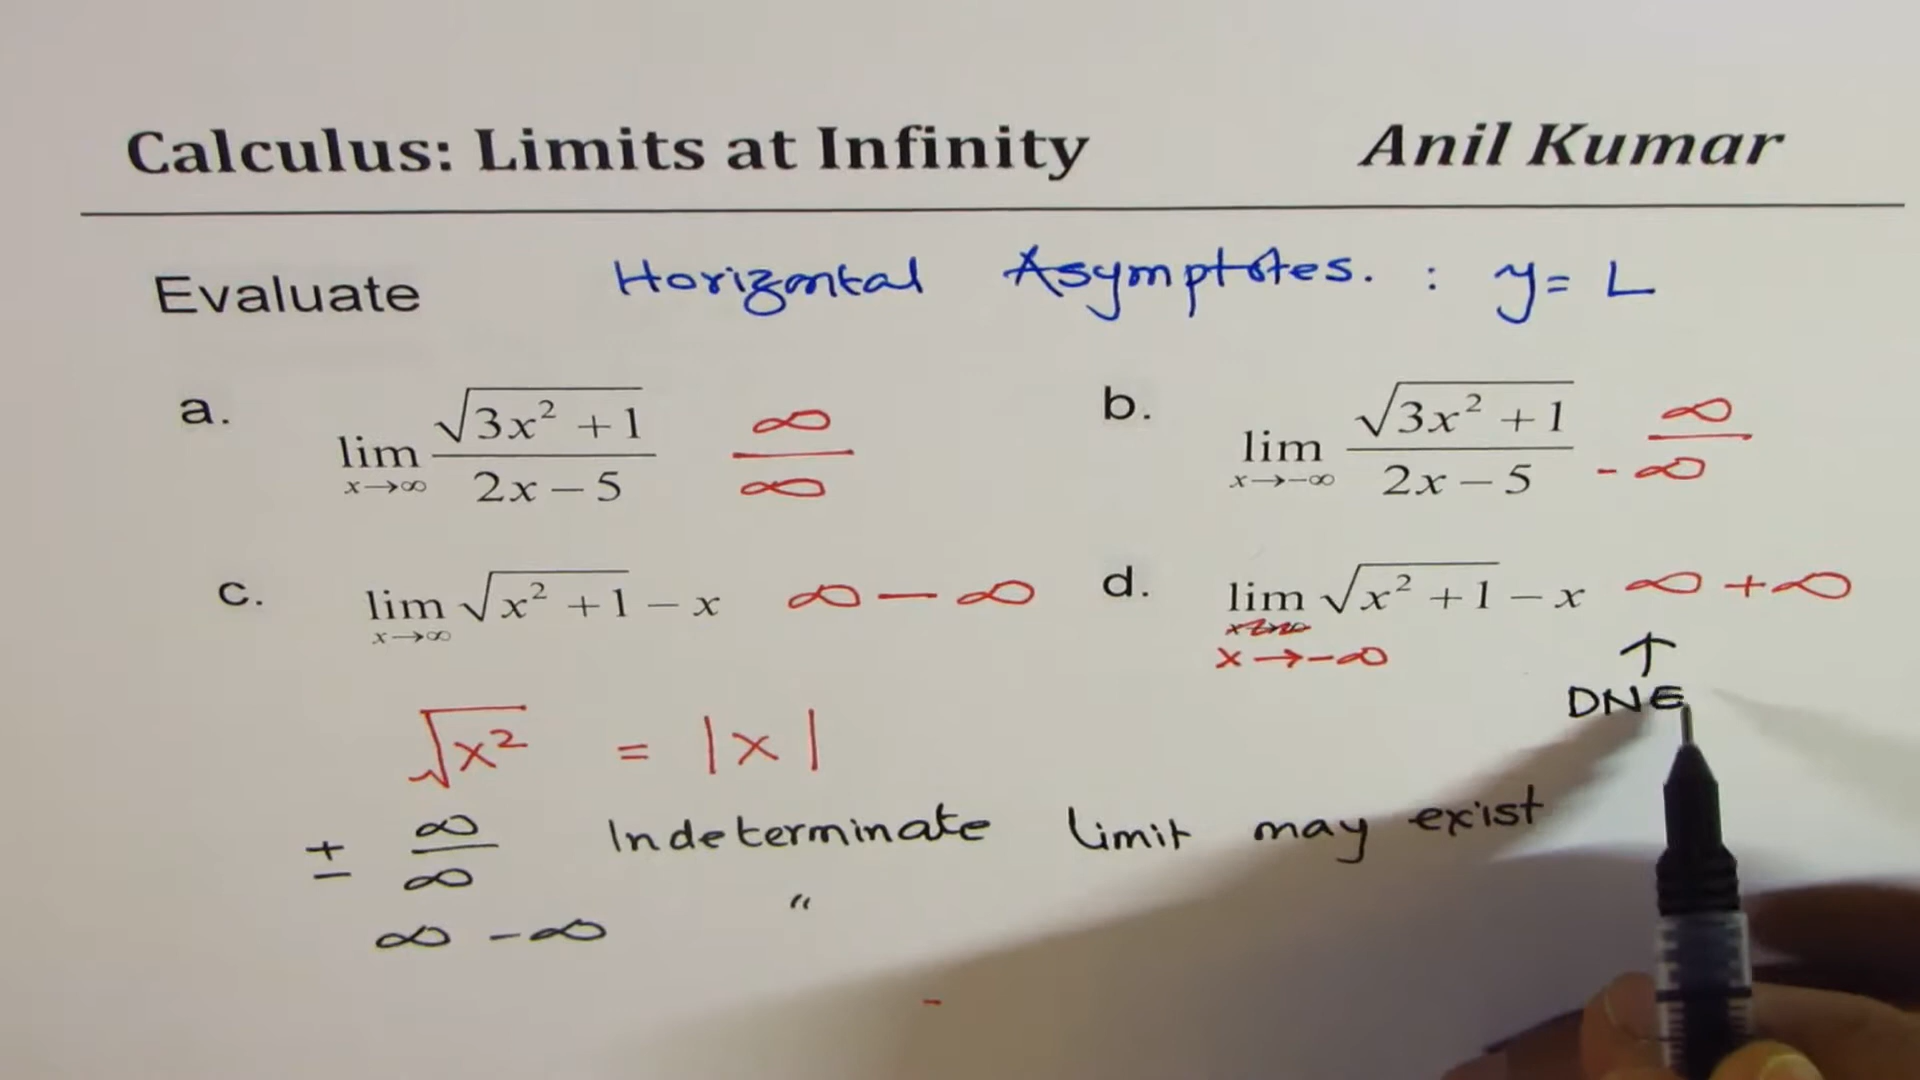 Calculus: Limits at Infinity Anil Kumar
Evaluate Horizontal Asymptotes. : y = L
a. lim x→∞ √(3x² + 1) / (2x − 5) ∞/∞
b. lim x→−∞ √(3x² + 1) / (2x − 5) ∞/−∞
c. lim x→∞ √(x² + 1) − x ∞ − ∞
d. lim x→−∞ √(x² + 1) − x ∞ + ∞
↑
DNE
√x² = |x|
± ∞/∞ Indeterminate limit may exist
∞ − ∞ "